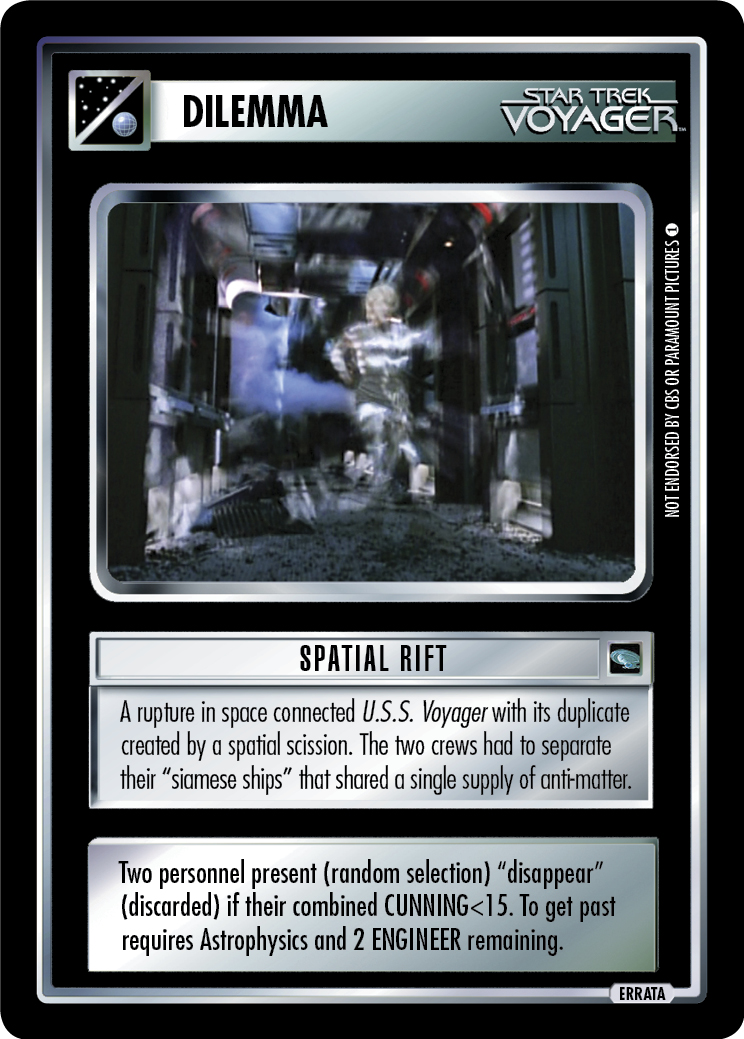 DILEMMA
STAR TREK
VOYAGER™
NOT ENDORSED BY CBS OR PARAMOUNT PICTURES 1
SPATIAL RIFT
A rupture in space connected U.S.S. Voyager with its duplicate
created by a spatial scission. The two crews had to separate
their “siamese ships” that shared a single supply of anti-matter.
Two personnel present (random selection) “disappear”
(discarded) if their combined CUNNING<15. To get past
requires Astrophysics and 2 ENGINEER remaining.
ERRATA